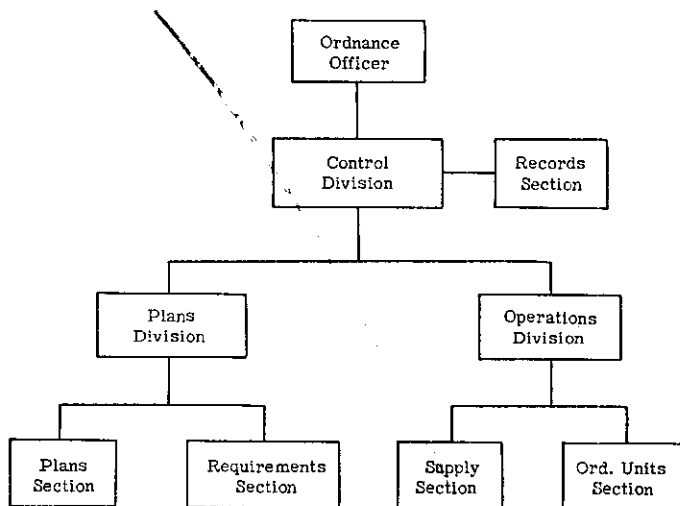 Ordnance
Officer
Control
Division
Records
Section
Plans
Division
Operations
Division
Plans
Section
Requirements
Section
Supply
Section
Ord. Units
Section